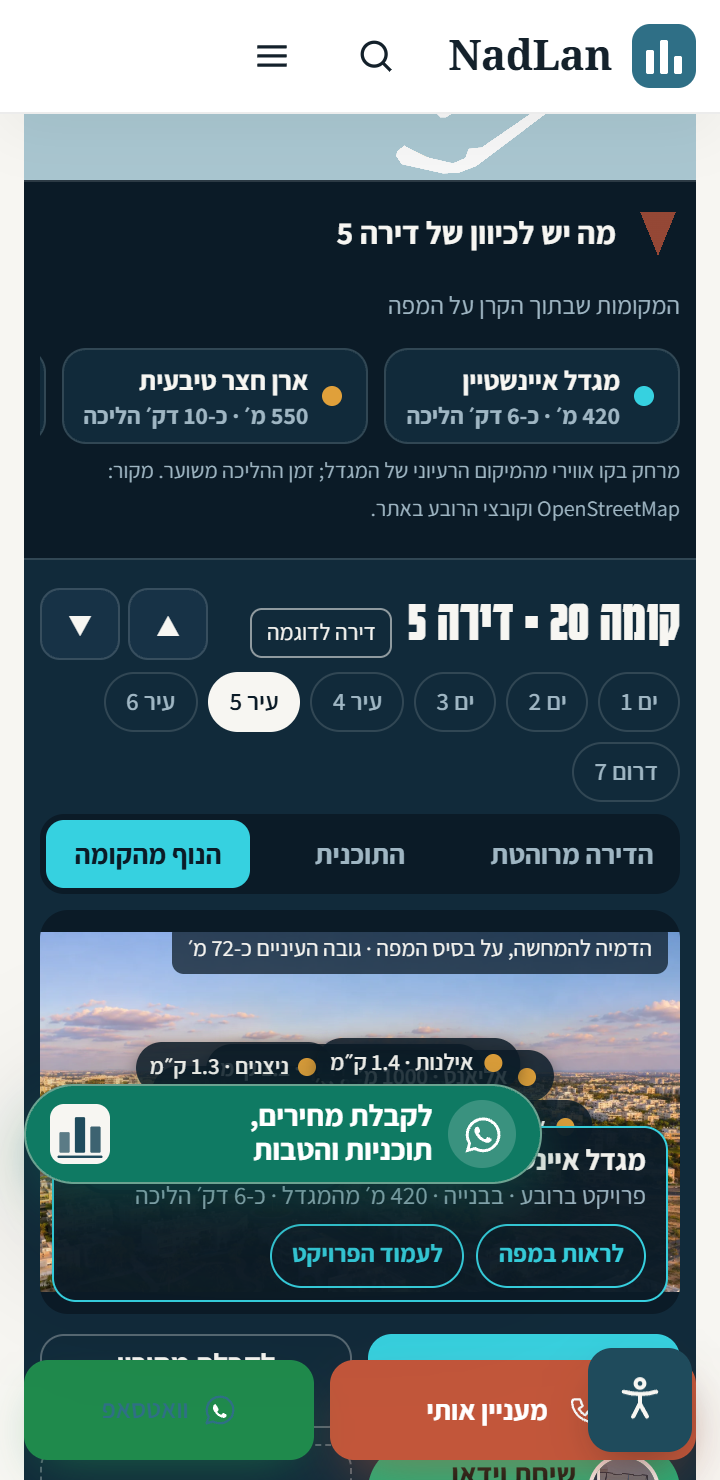 NadLan
מה יש לכיוון של דירה 5
המקומות שבתוך הקרן על המפה
מגדל איינשטיין
420 מ׳ · כ-6 דק׳ הליכה
ארן חצר טיבעית
550 מ׳ · כ-10 דק׳ הליכה
מרחק בקו אווירי מהמיקום הרעיוני של המגדל; זמן ההליכה משוער. מקור:
OpenStreetMap וקובצי הרובע באתר.
קומה 20 · דירה 5
דירה לדוגמה
▲
▼
ים 1
ים 2
ים 3
עיר 4
עיר 5
עיר 6
דרום 7
הדירה מרוהטת
התוכנית
הנוף מהקומה
הדמיה להמחשה, על בסיס המפה · גובה העיניים כ-72 מ׳
אילנות · 1.4 ק״מ
ניצנים · 1.3 ק״מ
אליאנס · 1000 מ׳
לקבלת מחירים,
תוכניות והטבות
מגדל
פרויקט ברובע · בבנייה · 420 מ׳ מהמגדל · כ-6 דק׳ הליכה
לראות במפה
לעמוד הפרויקט
מעניין אותי
וואטסאפ
שיחת וידאו